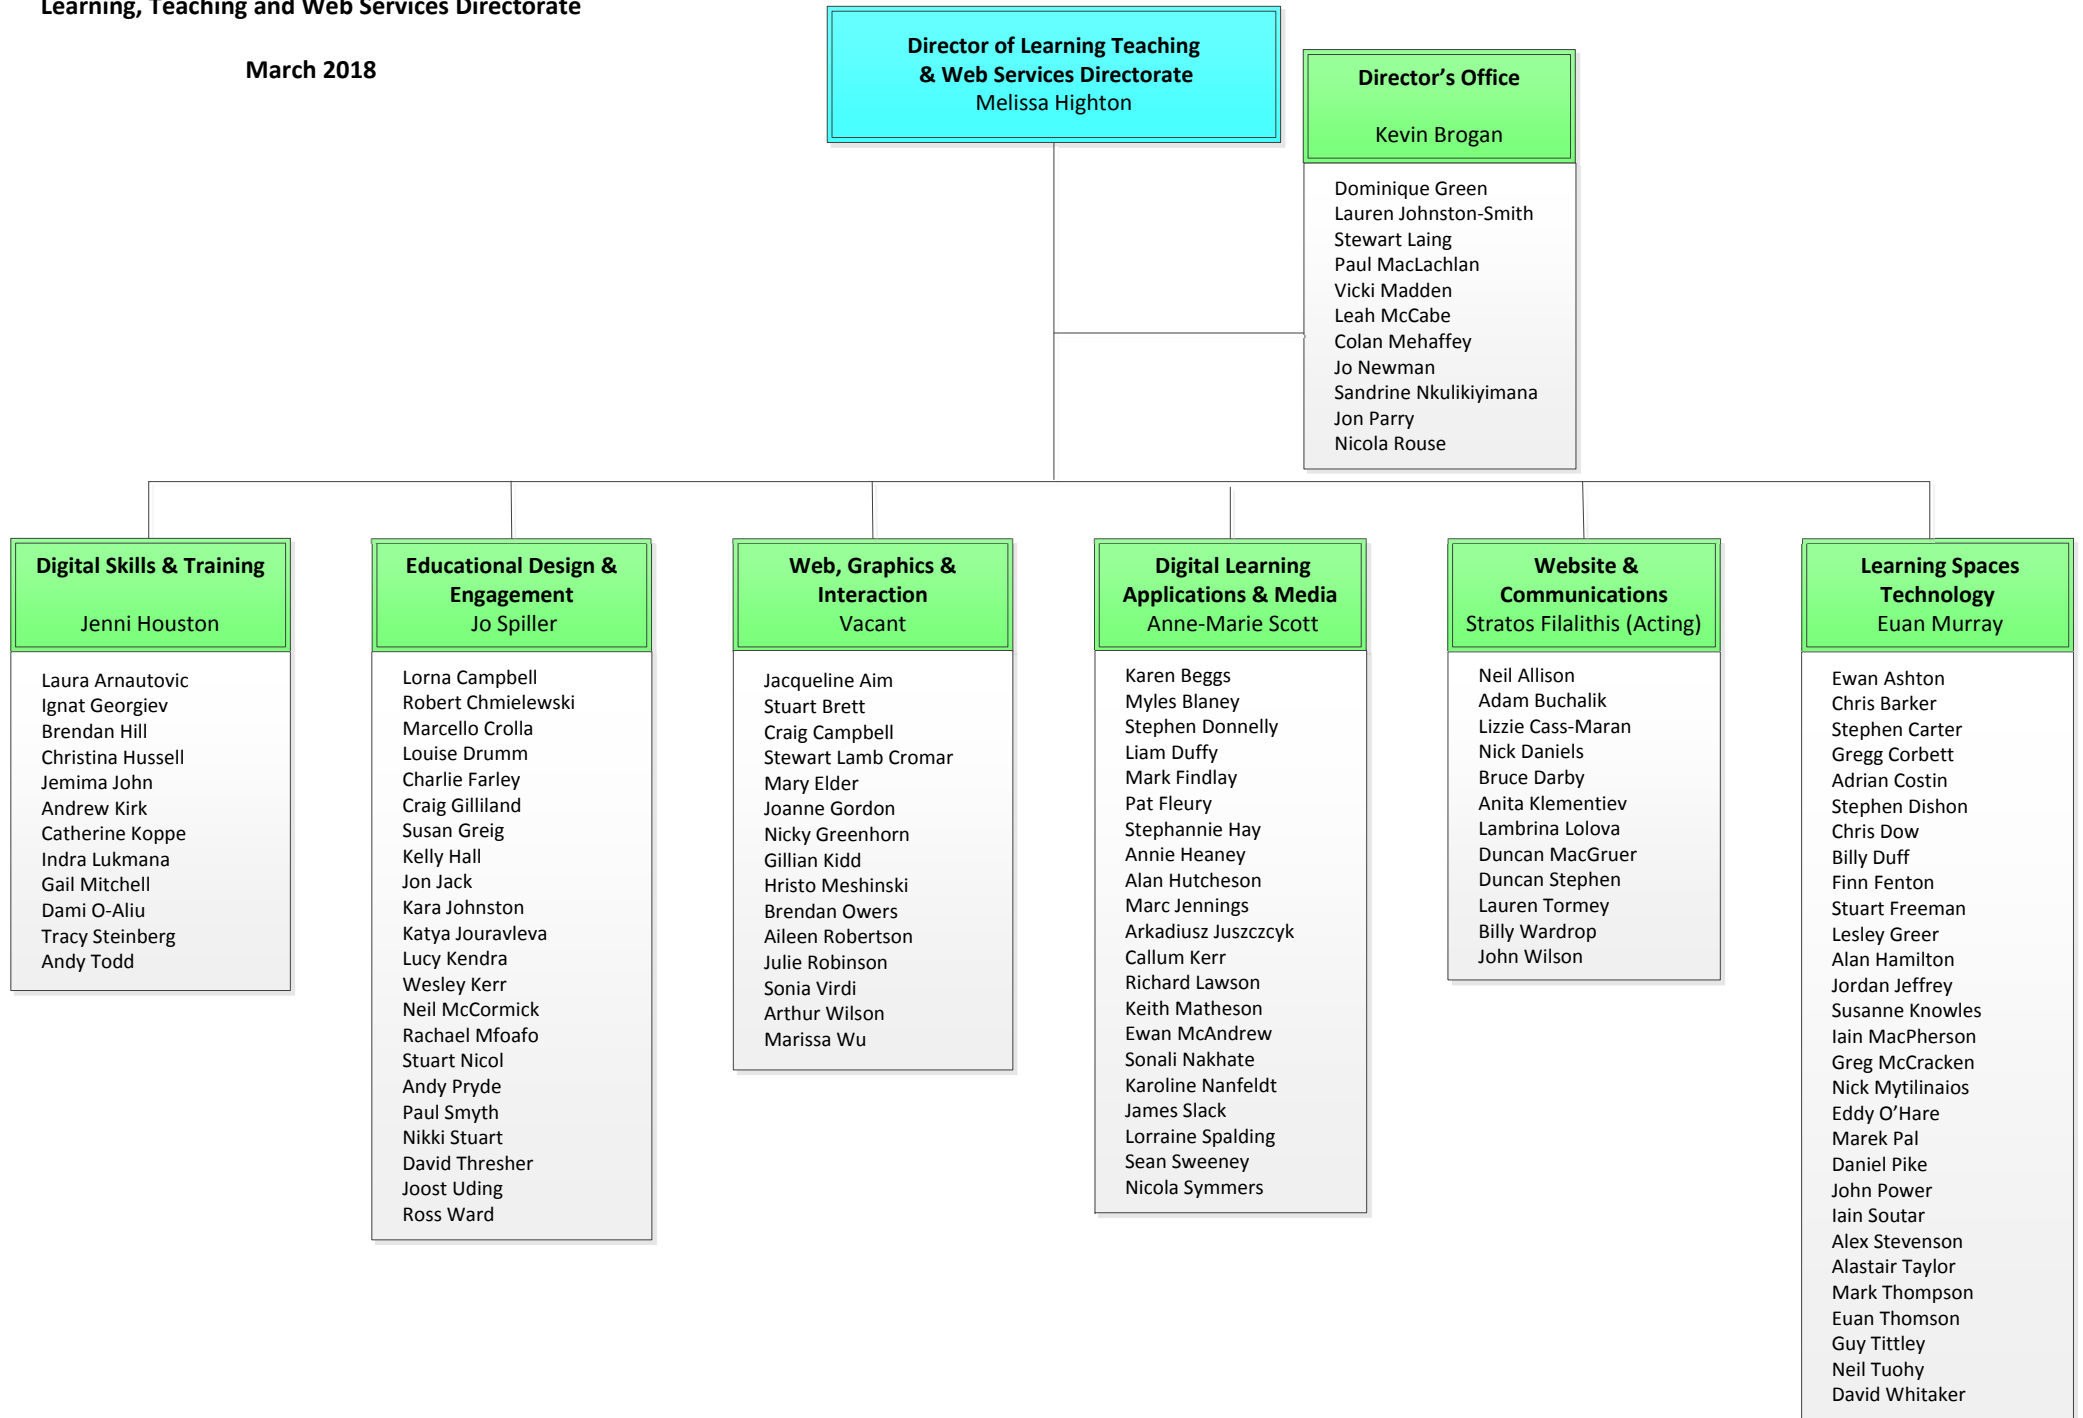 Learning, Teaching and Web Services Directorate
March 2018
Director of Learning Teaching
& Web Services Directorate
Melissa Highton
Director’s Office
Kevin Brogan
Dominique Green
Lauren Johnston-Smith
Stewart Laing
Paul MacLachlan
Vicki Madden
Leah McCabe
Colan Mehaffey
Jo Newman
Sandrine Nkulikiyimana
Jon Parry
Nicola Rouse
Digital Skills & Training
Jenni Houston
Laura Arnautovic
Ignat Georgiev
Brendan Hill
Christina Hussell
Jemima John
Andrew Kirk
Catherine Koppe
Indra Lukmana
Gail Mitchell
Dami O-Aliu
Tracy Steinberg
Andy Todd
Educational Design &
Engagement
Jo Spiller
Lorna Campbell
Robert Chmielewski
Marcello Crolla
Louise Drumm
Charlie Farley
Craig Gilliland
Susan Greig
Kelly Hall
Jon Jack
Kara Johnston
Katya Jouravleva
Lucy Kendra
Wesley Kerr
Neil McCormick
Rachael Mfoafo
Stuart Nicol
Andy Pryde
Paul Smyth
Nikki Stuart
David Thresher
Joost Uding
Ross Ward
Web, Graphics &
Interaction
Vacant
Jacqueline Aim
Stuart Brett
Craig Campbell
Stewart Lamb Cromar
Mary Elder
Joanne Gordon
Nicky Greenhorn
Gillian Kidd
Hristo Meshinski
Brendan Owers
Aileen Robertson
Julie Robinson
Sonia Virdi
Arthur Wilson
Marissa Wu
Digital Learning
Applications & Media
Anne-Marie Scott
Karen Beggs
Myles Blaney
Stephen Donnelly
Liam Duffy
Mark Findlay
Pat Fleury
Stephannie Hay
Annie Heaney
Alan Hutcheson
Marc Jennings
Arkadiusz Juszczcyk
Callum Kerr
Richard Lawson
Keith Matheson
Ewan McAndrew
Sonali Nakhate
Karoline Nanfeldt
James Slack
Lorraine Spalding
Sean Sweeney
Nicola Symmers
Website &
Communications
Stratos Filalithis (Acting)
Neil Allison
Adam Buchalik
Lizzie Cass-Maran
Nick Daniels
Bruce Darby
Anita Klementiev
Lambrina Lolova
Duncan MacGruer
Duncan Stephen
Lauren Tormey
Billy Wardrop
John Wilson
Learning Spaces
Technology
Euan Murray
Ewan Ashton
Chris Barker
Stephen Carter
Gregg Corbett
Adrian Costin
Stephen Dishon
Chris Dow
Billy Duff
Finn Fenton
Stuart Freeman
Lesley Greer
Alan Hamilton
Jordan Jeffrey
Susanne Knowles
Iain MacPherson
Greg McCracken
Nick Mytilinaios
Eddy O’Hare
Marek Pal
Daniel Pike
John Power
Iain Soutar
Alex Stevenson
Alastair Taylor
Mark Thompson
Euan Thomson
Guy Tittley
Neil Tuohy
David Whitaker